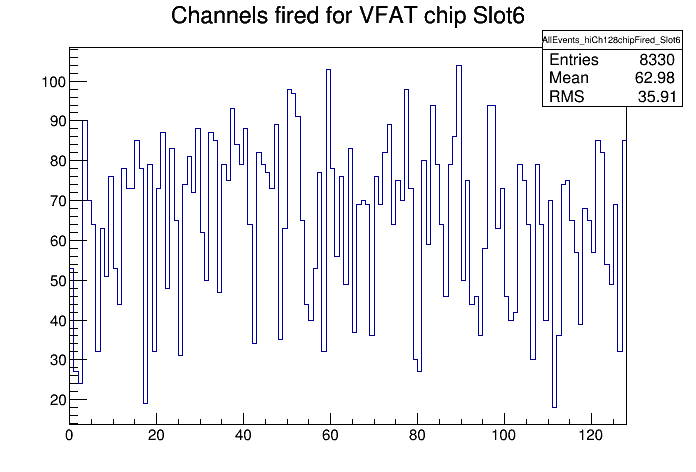 Channels fired for VFAT chip Slot6
AllEvents_hiCh128chipFired_Slot6
Entries 8330
Mean 62.98
RMS 35.91
100
90
80
70
60
50
40
30
20
0 20 40 60 80 100 120